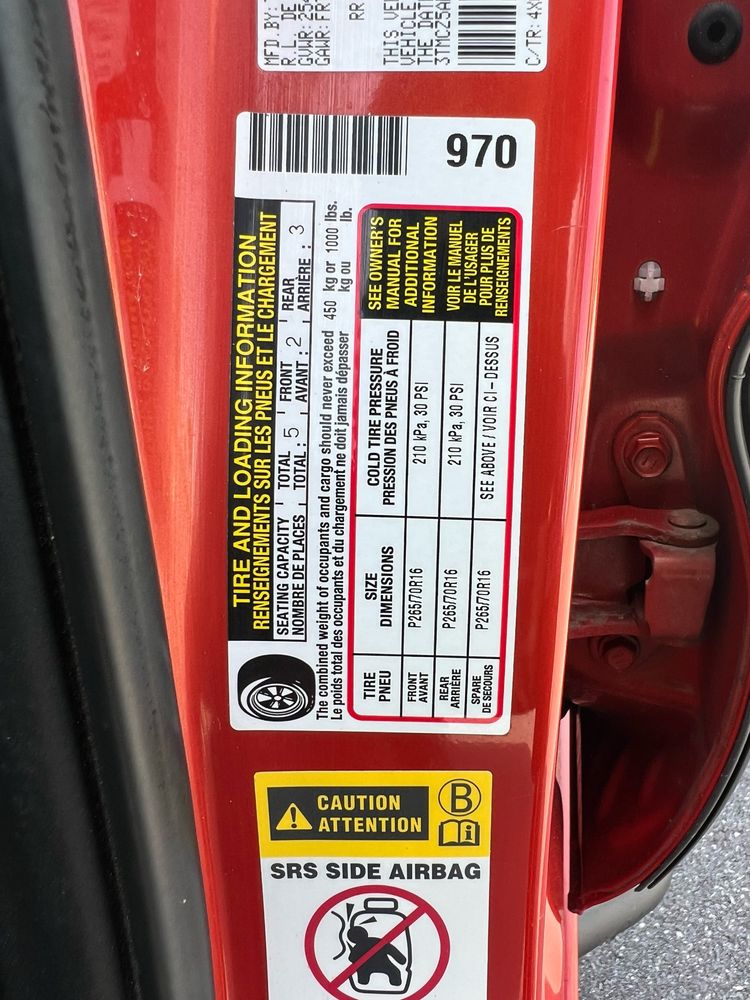 MFD.BY:
R.L. DE
GVWR:
GAWR:FR
RR
THIS VE
VEHICLE
THE DAT
3TMCZ5A
C/TR:
970
TIRE AND LOADING INFORMATION
RENSEIGNEMENTS SUR LES PNEUS ET LE CHARGEMENT
SEATING CAPACITY TOTAL FRONT REAR
NOMBRE DE PLACES TOTAL : 5 AVANT : 2 ARRIÈRE : 3
The combined weight of occupants and cargo should never exceed 450 kg or 1000 lbs.
Le poids total des occupants et du chargement ne doit jamais dépasser kg ou lb.
TIRE SIZE COLD TIRE PRESSURE
PNEU DIMENSIONS PRESSION DES PNEUS À FROID
FRONT
AVANT P265/70R16 210 kPa, 30 PSI
REAR
ARRIÈRE P265/70R16 210 kPa, 30 PSI
SPARE
DE SECOURS P265/70R16 SEE ABOVE / VOIR CI – DESSUS
SEE OWNER'S
MANUAL FOR
ADDITIONAL
INFORMATION
VOIR LE MANUEL
DE L'USAGER
POUR PLUS DE
RENSEIGNEMENTS
CAUTION
ATTENTION
B
i
SRS SIDE AIRBAG